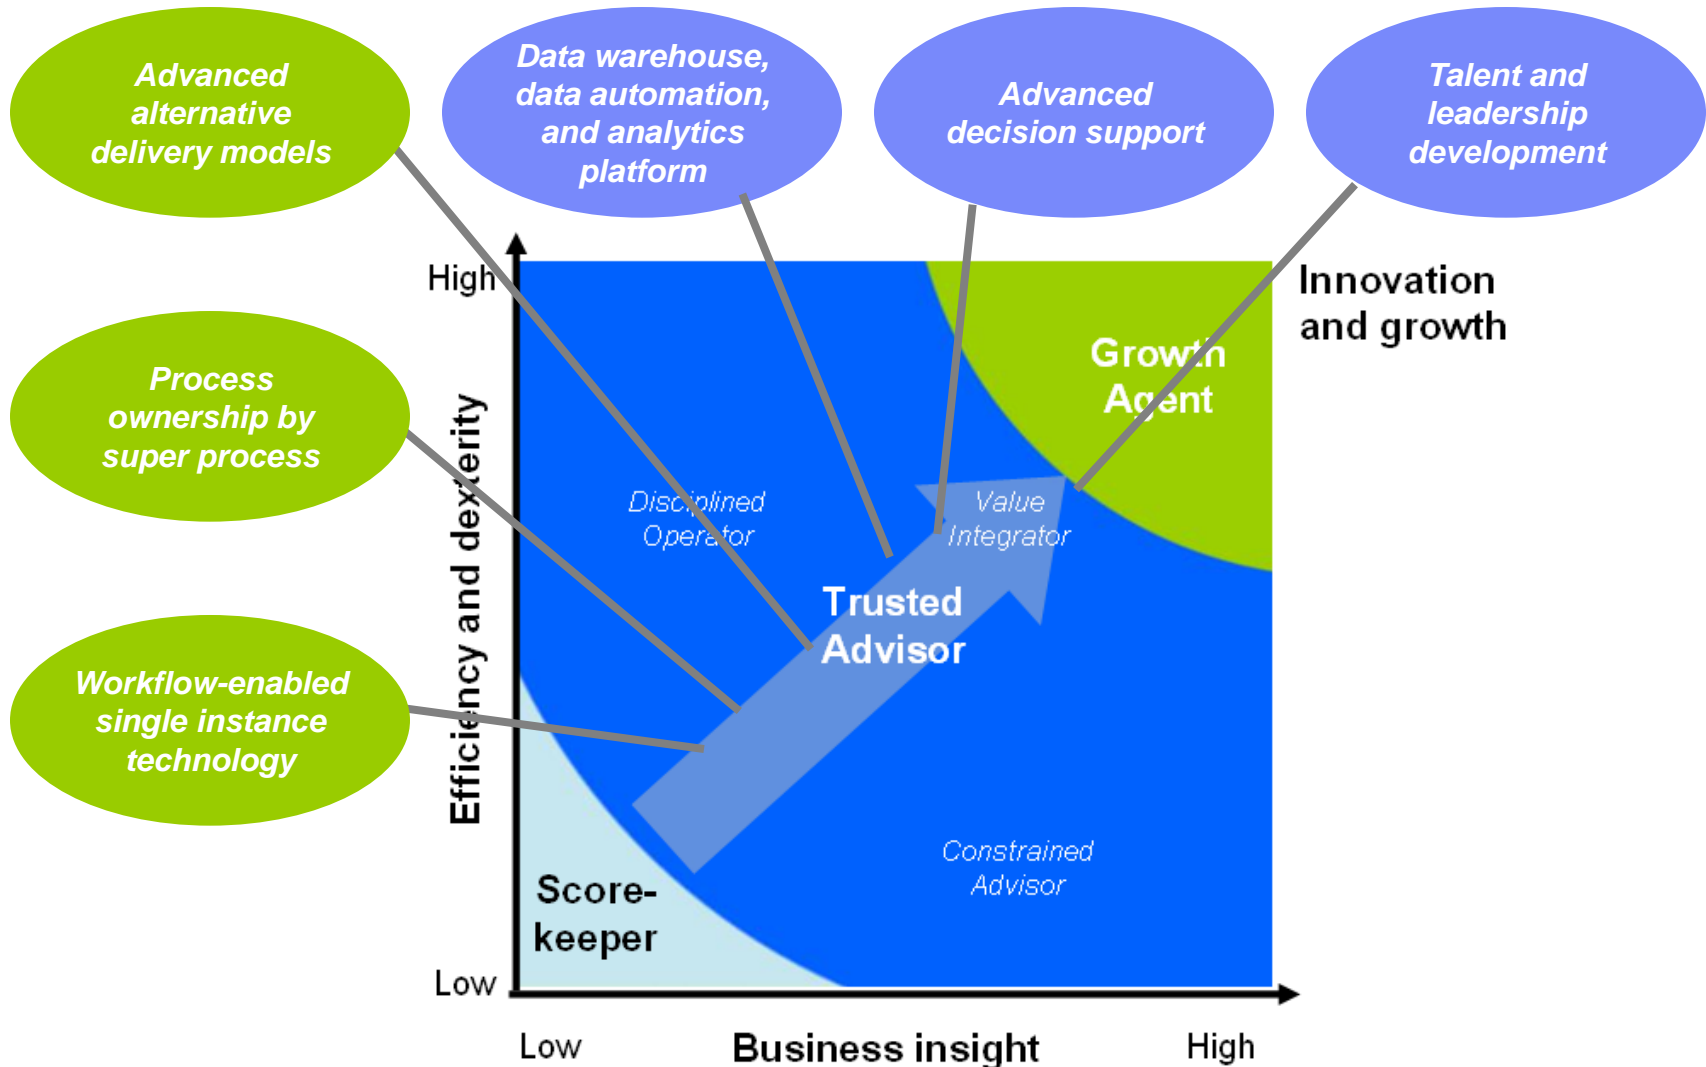 Advanced
alternative
delivery models
Data warehouse,
data automation,
and analytics
platform
Advanced
decision support
Talent and
leadership
development
High
Innovation
and growth
Growth
Agent
Process
ownership by
super process
Efficiency and dexterity
Disciplined
Operator
Value
Integrator
Trusted
Advisor
Workflow-enabled
single instance
technology
Constrained
Advisor
Score-
keeper
Low
Low
Business insight
High